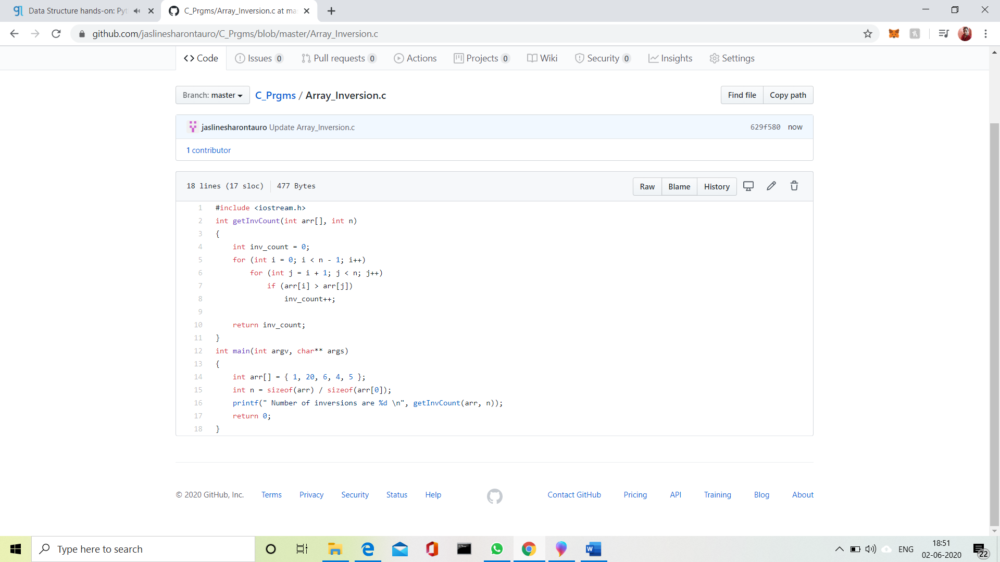 Data Structure hands-on: Pyt
C_Prgms/Array_Inversion.c at ma
github.com/jaslinesharontauro/C_Prgms/blob/master/Array_Inversion.c
Code Issues 0 Pull requests 0 Actions Projects 0 Wiki Security 0 Insights Settings
Branch: master C_Prgms / Array_Inversion.c Find file Copy path
jaslinesharontauro Update Array_Inversion.c 629f580 now
1 contributor
18 lines (17 sloc) 477 Bytes Raw Blame History
1 #include <iostream.h>
2 int getInvCount(int arr[], int n)
3 {
4 int inv_count = 0;
5 for (int i = 0; i < n - 1; i++)
6 for (int j = i + 1; j < n; j++)
7 if (arr[i] > arr[j])
8 inv_count++;
9
10 return inv_count;
11 }
12 int main(int argv, char** args)
13 {
14 int arr[] = { 1, 20, 6, 4, 5 };
15 int n = sizeof(arr) / sizeof(arr[0]);
16 printf(" Number of inversions are %d \n", getInvCount(arr, n));
17 return 0;
18 }
© 2020 GitHub, Inc. Terms Privacy Security Status Help Contact GitHub Pricing API Training Blog About
Type here to search
ENG
18:51
02-06-2020
22